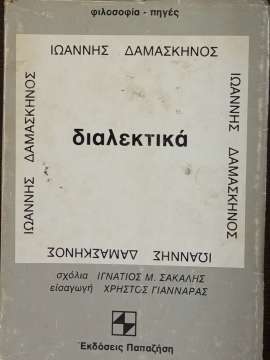 φιλοσοφία - πηγές
ΙΩΑΝΝΗΣ ΔΑΜΑΣΚΗΝΟΣ
ΙΩΑΝΝΗΣ ΔΑΜΑΣΚΗΝΟΣ
διαλεκτικά
ΙΩΑΝΝΗΣ ΔΑΜΑΣΚΗΝΟΣ
ΙΩΑΝΝΗΣ ΔΑΜΑΣΚΗΝΟΣ
σχόλια ΙΓΝΑΤΙΟΣ Μ. ΣΑΚΑΛΗΣ
εἰσαγωγή ΧΡΗΣΤΟΣ ΓΙΑΝΝΑΡΑΣ
Ἐκδόσεις Παπαζήση